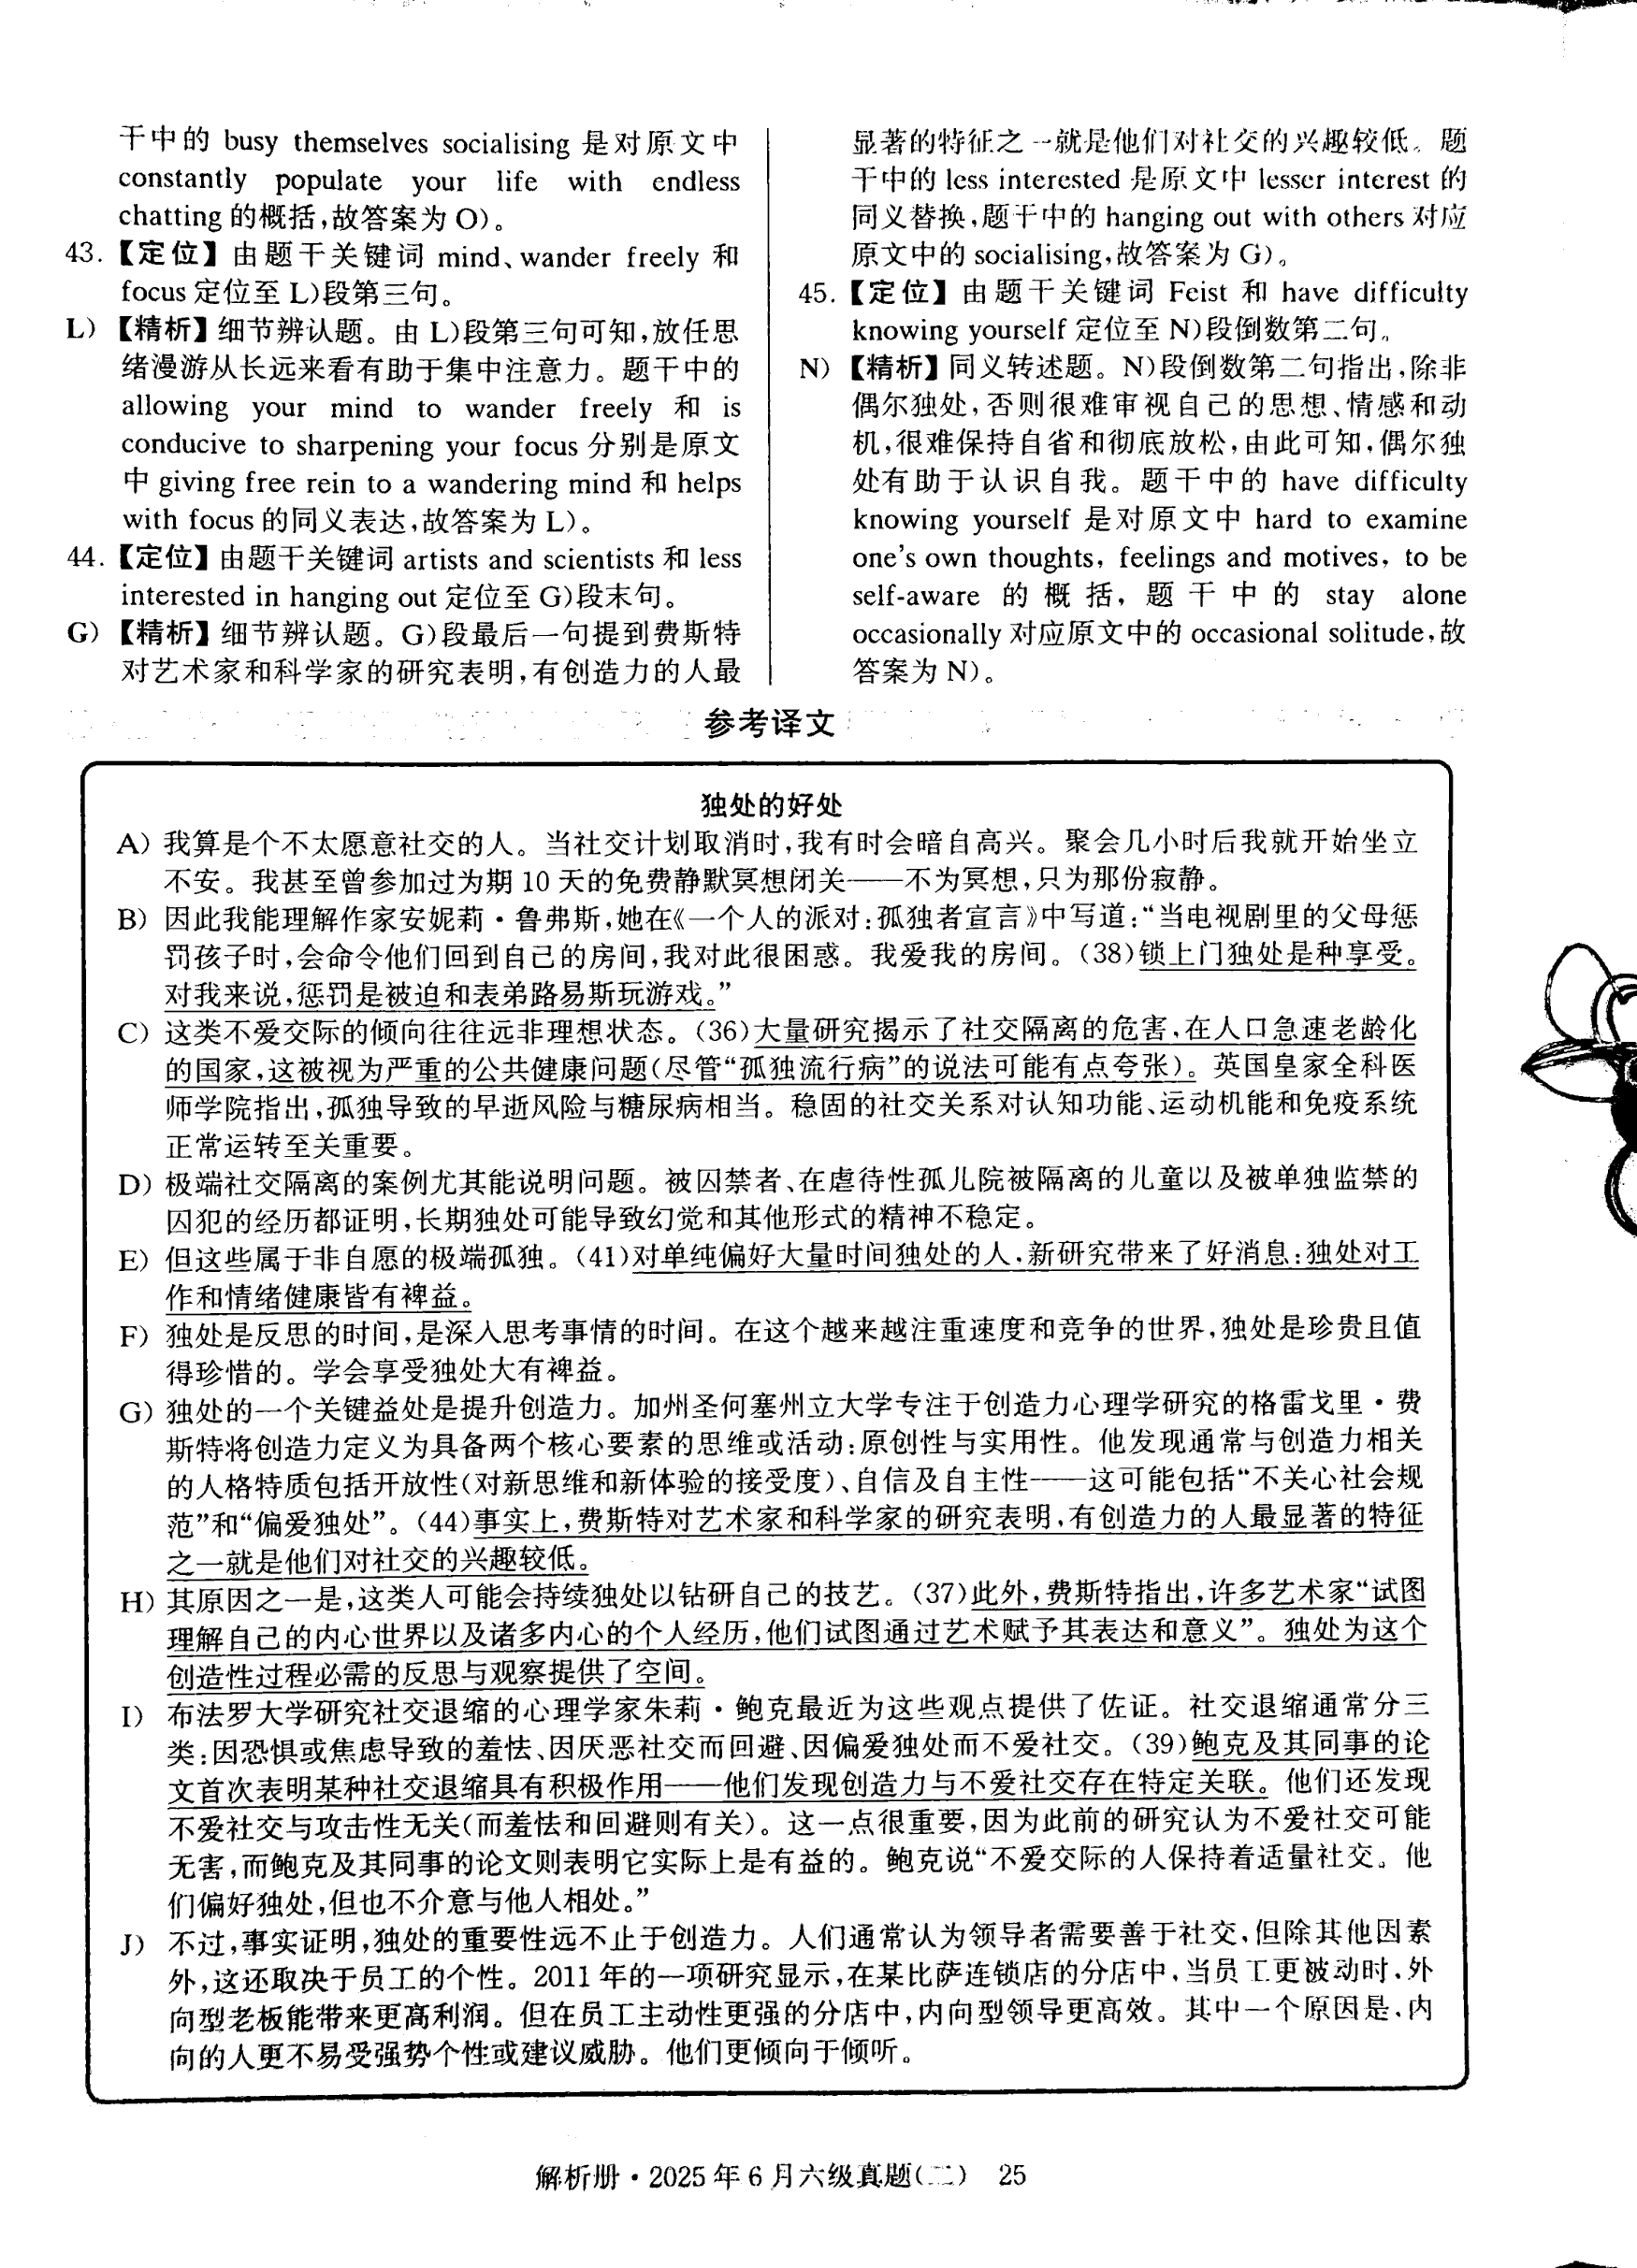 干中的 busy themselves socialising 是对原文中
constantly populate your life with endless
chatting 的概括,故答案为 O)。
43.【定位】由题干关键词 mind、wander freely 和
focus 定位至 L)段第三句。
L)【精析】细节辨认题。由 L)段第三句可知,放任思
绪漫游从长远来看有助于集中注意力。题干中的
allowing your mind to wander freely 和 is
conducive to sharpening your focus 分别是原文
中 giving free rein to a wandering mind 和 helps
with focus 的同义表达,故答案为 L)。
44.【定位】由题干关键词 artists and scientists 和 less
interested in hanging out 定位至 G)段末句。
G)【精析】细节辨认题。G)段最后一句提到费斯特
对艺术家和科学家的研究表明,有创造力的人最
显著的特征之一就是他们对社交的兴趣较低。题
干中的 less interested 是原文中 lesser interest 的
同义替换,题干中的 hanging out with others 对应
原文中的 socialising,故答案为 G)。
45.【定位】由题干关键词 Feist 和 have difficulty
knowing yourself 定位至 N)段倒数第二句。
N)【精析】同义转述题。N)段倒数第二句指出,除非
偶尔独处,否则很难审视自己的思想、情感和动
机,很难保持自省和彻底放松,由此可知,偶尔独
处有助于认识自我。题干中的 have difficulty
knowing yourself 是对原文中 hard to examine
one's own thoughts, feelings and motives, to be
self-aware 的概括,题干中的 stay alone
occasionally 对应原文中的 occasional solitude,故
答案为 N)。
参考译文
独处的好处
A) 我算是个不太愿意社交的人。当社交计划取消时,我有时会暗自高兴。聚会几小时后我就开始坐立
不安。我甚至曾参加过为期 10 天的免费静默冥想闭关——不为冥想,只为那份寂静。
B) 因此我能理解作家安妮莉·鲁弗斯,她在《一个人的派对:孤独者宣言》中写道:“当电视剧里的父母惩
罚孩子时,会命令他们回到自己的房间,我对此很困惑。我爱我的房间。(38)锁上门独处是种享受。
对我来说,惩罚是被迫和表弟路易斯玩游戏。”
C) 这类不爱交际的倾向往往远非理想状态。(36)大量研究揭示了社交隔离的危害,在人口急速老龄化
的国家,这被视为严重的公共健康问题(尽管“孤独流行病”的说法可能有点夸张)。英国皇家全科医
师学院指出,孤独导致的早逝风险与糖尿病相当。稳固的社交关系对认知功能、运动机能和免疫系统
正常运转至关重要。
D) 极端社交隔离的案例尤其能说明问题。被囚禁者、在虐待性孤儿院被隔离的儿童以及被单独监禁的
囚犯的经历都证明,长期独处可能导致幻觉和其他形式的精神不稳定。
E) 但这些属于非自愿的极端孤独。(41)对单纯偏好大量时间独处的人,新研究带来了好消息:独处对工
作和情绪健康皆有裨益。
F) 独处是反思的时间,是深入思考事情的时间。在这个越来越注重速度和竞争的世界,独处是珍贵且值
得珍惜的。学会享受独处大有裨益。
G) 独处的一个关键益处是提升创造力。加州圣何塞州立大学专注于创造力心理学研究的格雷戈里·费
斯特将创造力定义为具备两个核心要素的思维或活动:原创性与实用性。他发现通常与创造力相关
的人格特质包括开放性(对新思维和新体验的接受度)、自信及自主性——这可能包括“不关心社会规
范”和“偏爱独处”。(44)事实上,费斯特对艺术家和科学家的研究表明,有创造力的人最显著的特征
之一就是他们对社交的兴趣较低。
H) 其原因之一是,这类人可能会持续独处以钻研自己的技艺。(37)此外,费斯特指出,许多艺术家“试图
理解自己的内心世界以及诸多内心的个人经历,他们试图通过艺术赋予其表达和意义”。独处为这个
创造性过程必需的反思与观察提供了空间。
I) 布法罗大学研究社交退缩的心理学家朱莉·鲍克最近为这些观点提供了佐证。社交退缩通常分三
类:因恐惧或焦虑导致的羞怯、因厌恶社交而回避、因偏爱独处而不爱社交。(39)鲍克及其同事的论
文首次表明某种社交退缩具有积极作用——他们发现创造力与不爱社交存在特定关联。他们还发现
不爱社交与攻击性无关(而羞怯和回避则有关)。这一点很重要,因为此前的研究认为不爱社交可能
无害,而鲍克及其同事的论文则表明它实际上是有益的。鲍克说“不爱交际的人保持着适量社交。他
们偏好独处,但也不介意与他人相处。”
J) 不过,事实证明,独处的重要性远不止于创造力。人们通常认为领导者需要善于社交,但除其他因素
外,这还取决于员工的个性。2011 年的一项研究显示,在某比萨连锁店的分店中,当员工更被动时,外
向型老板能带来更高利润。但在员工主动性更强的分店中,内向型领导更高效。其中一个原因是,内
向的人更不易受强势个性或建议威胁。他们更倾向于倾听。
解析册·2025 年 6 月六级真题(二) 25